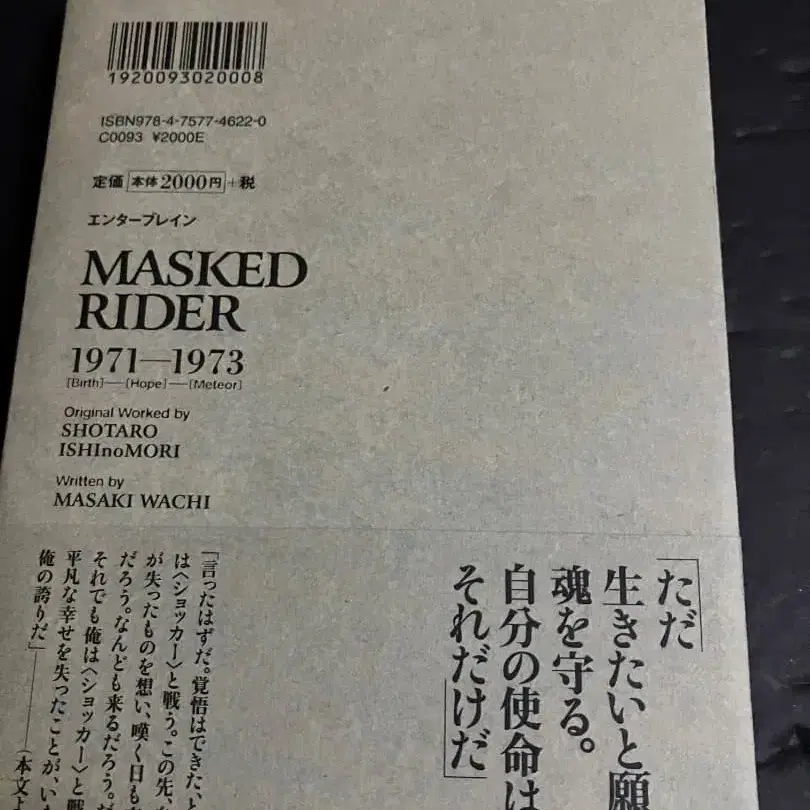 1920093020008
ISBN978-4-7577-4622-0
C0093 ¥2000E
定価 本体2000円+税
エンターブレイン
MASKED
RIDER
1971—1973
[Birth]—[Hope]—[Meteor]
Original Worked by
SHOTARO
ISHInoMORI
Written by
MASAKI WACHI
「ただ
生きたいと願
魂を守る。
自分の使命は
それだけだ」
「言ったはずだ。覚悟はできた、と
は〈ショッカー〉と戦う。この先、
が失ったものを想い、嘆く日も
だろう。なんども来るだろう。
それでも俺は〈ショッカー〉と戦
平凡な幸せを失ったことが、い
俺の誇りだ」———(本文よ